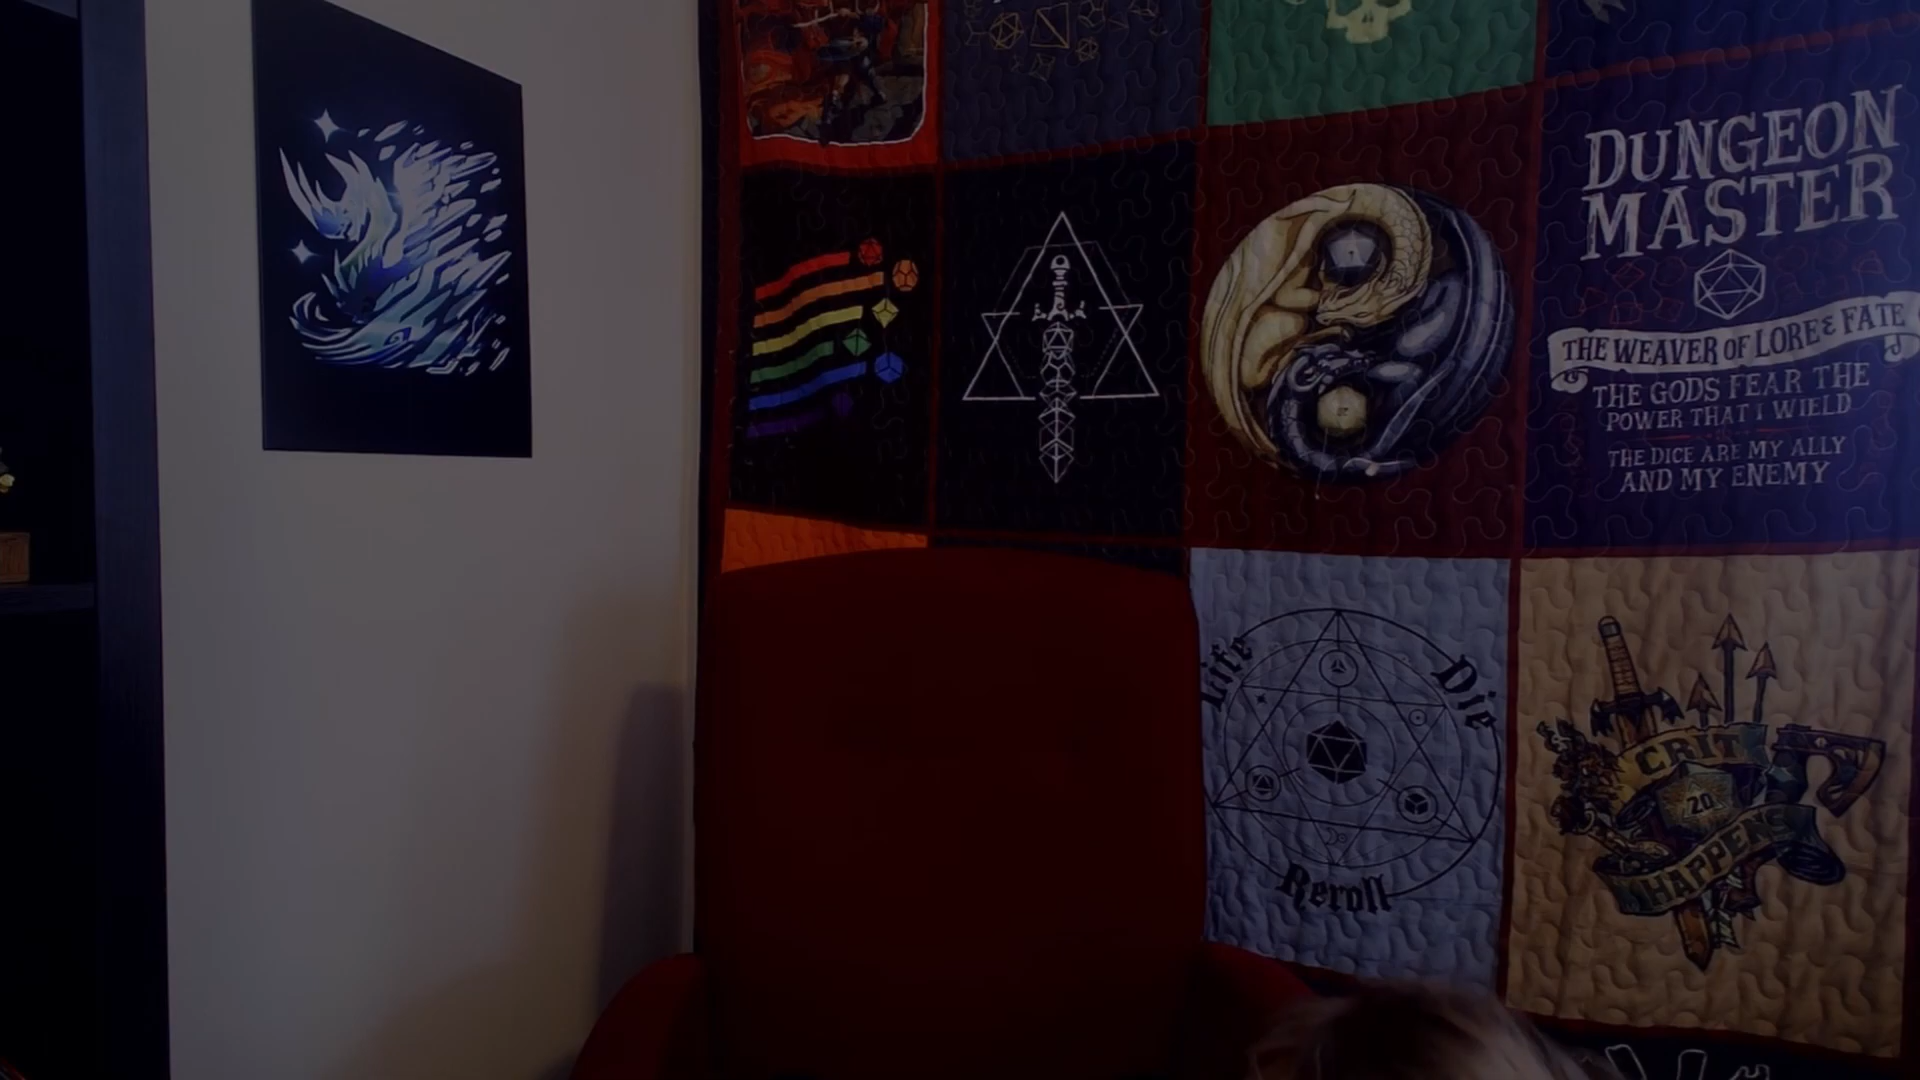 DUNGEON
MASTER
THE WEAVER OF LORE & FATE
THE GODS FEAR THE
POWER THAT I WIELD
THE DICE ARE MY ALLY
AND MY ENEMY
Life
Die
Reroll
CRIT
20
HAPPENS